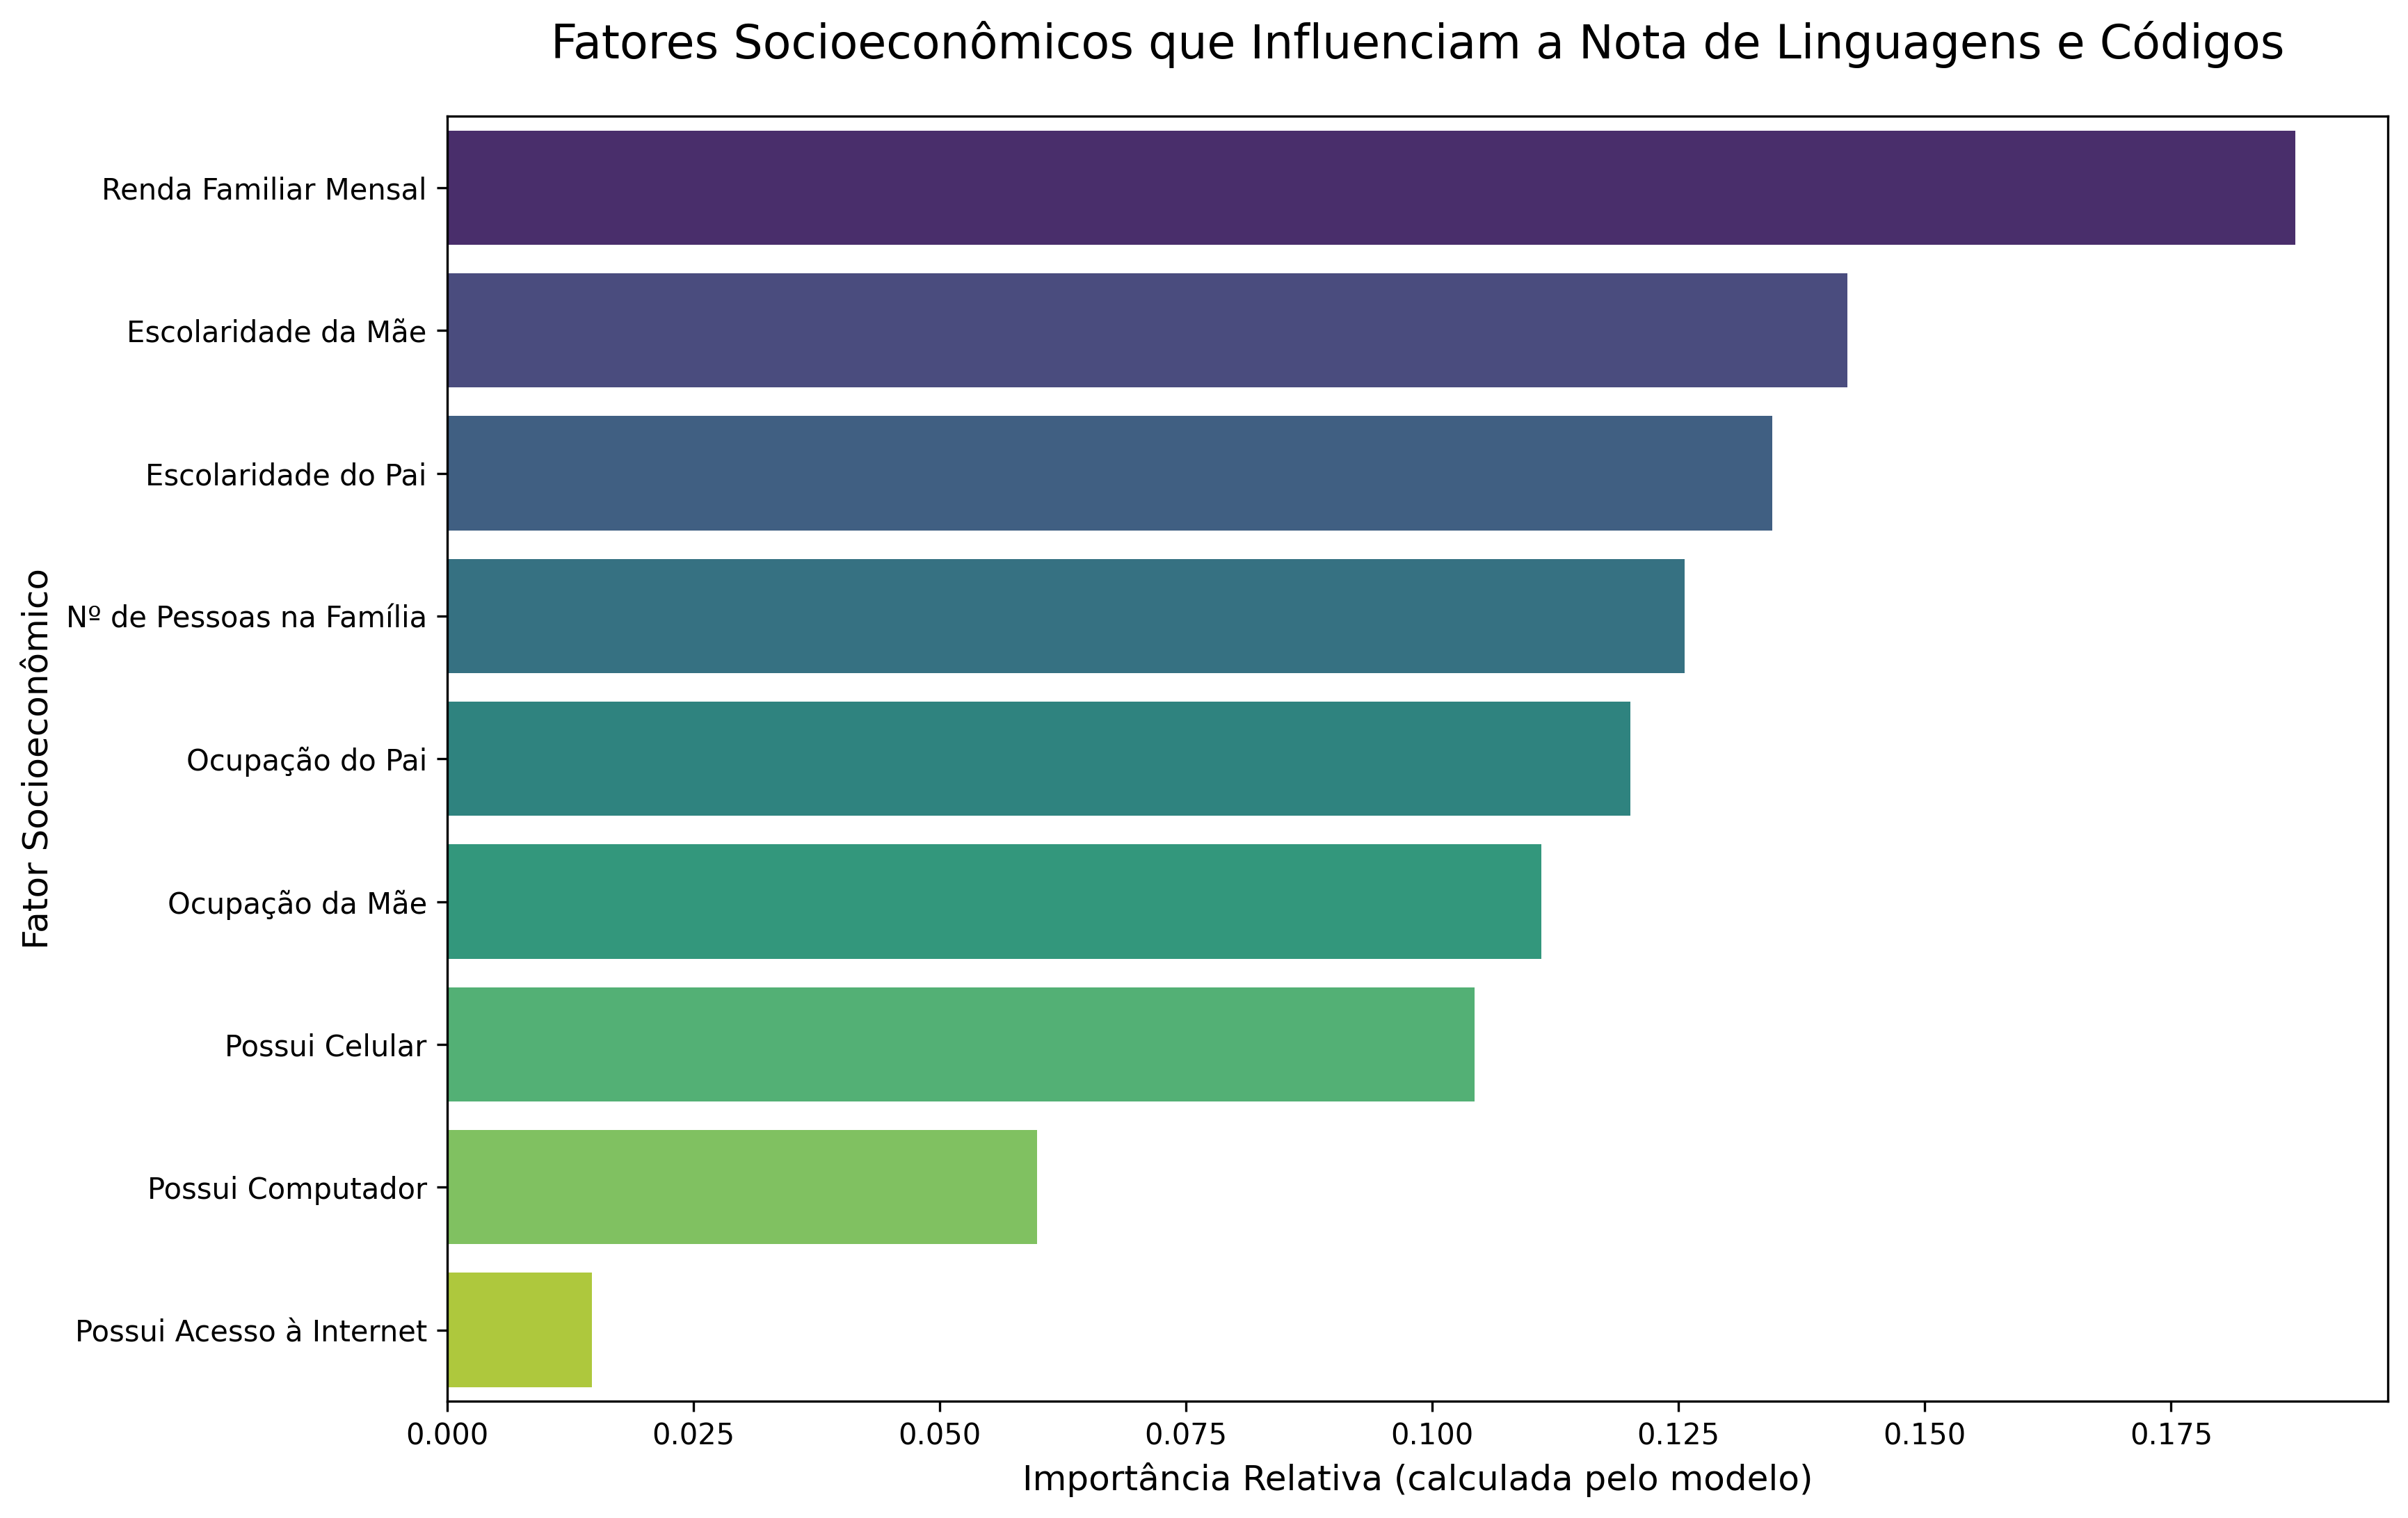 Fatores Socioeconômicos que Influenciam a Nota de Linguagens e Códigos
Fator Socioeconômico
Renda Familiar Mensal
Escolaridade da Mãe
Escolaridade do Pai
Nº de Pessoas na Família
Ocupação do Pai
Ocupação da Mãe
Possui Celular
Possui Computador
Possui Acesso à Internet
0.000 0.025 0.050 0.075 0.100 0.125 0.150 0.175
Importância Relativa (calculada pelo modelo)